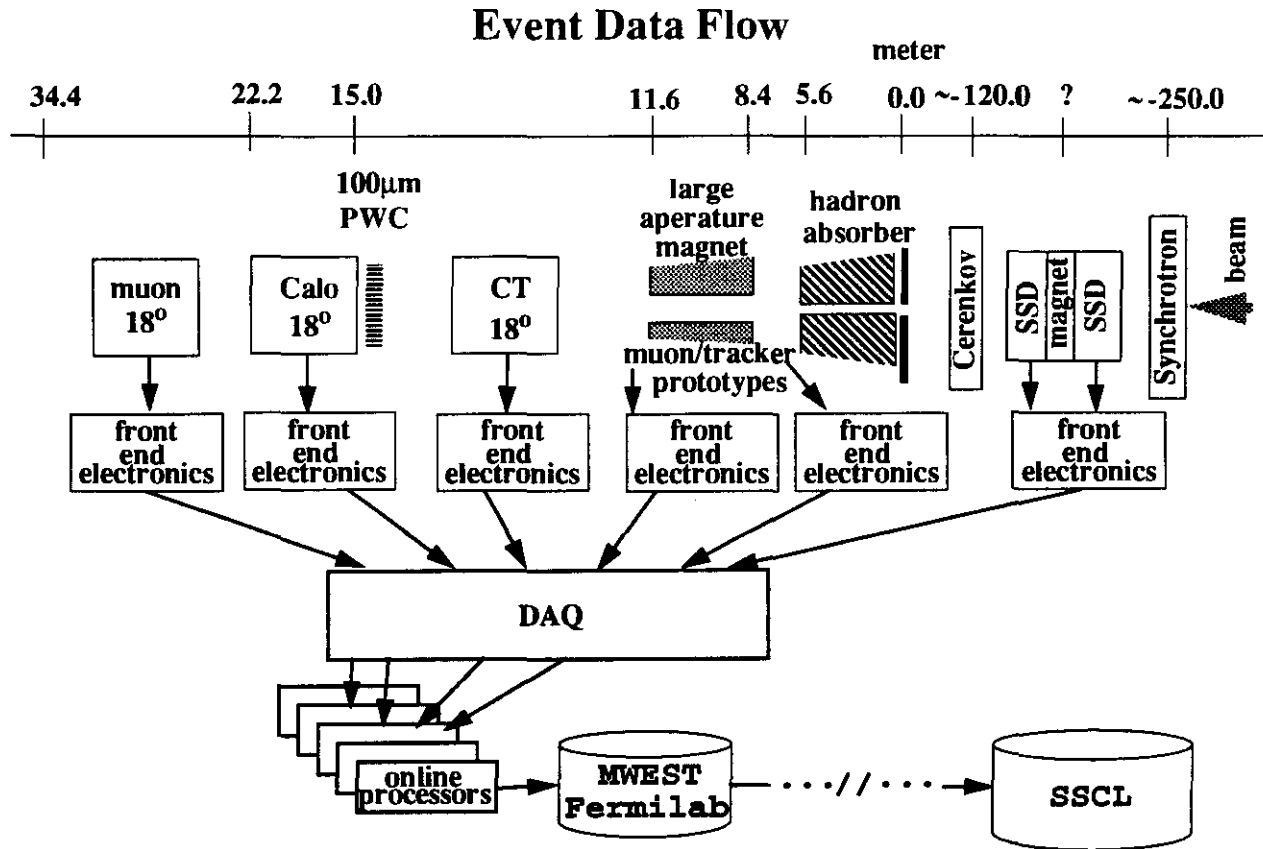 Event Data Flow
meter
34.4 22.2 15.0 11.6 8.4 5.6 0.0 ~-120.0 ? ~-250.0
100μm
PWC
large
aperature
magnet
hadron
absorber
muon
18°
Calo
18°
CT
18°
muon/tracker
prototypes
Cerenkov
SSD
magnet
SSD
Synchrotron
beam
front
end
electronics
front
end
electronics
front
end
electronics
front
end
electronics
front
end
electronics
front
end
electronics
DAQ
online
processors
MWEST
Fermilab
...//...
SSCL